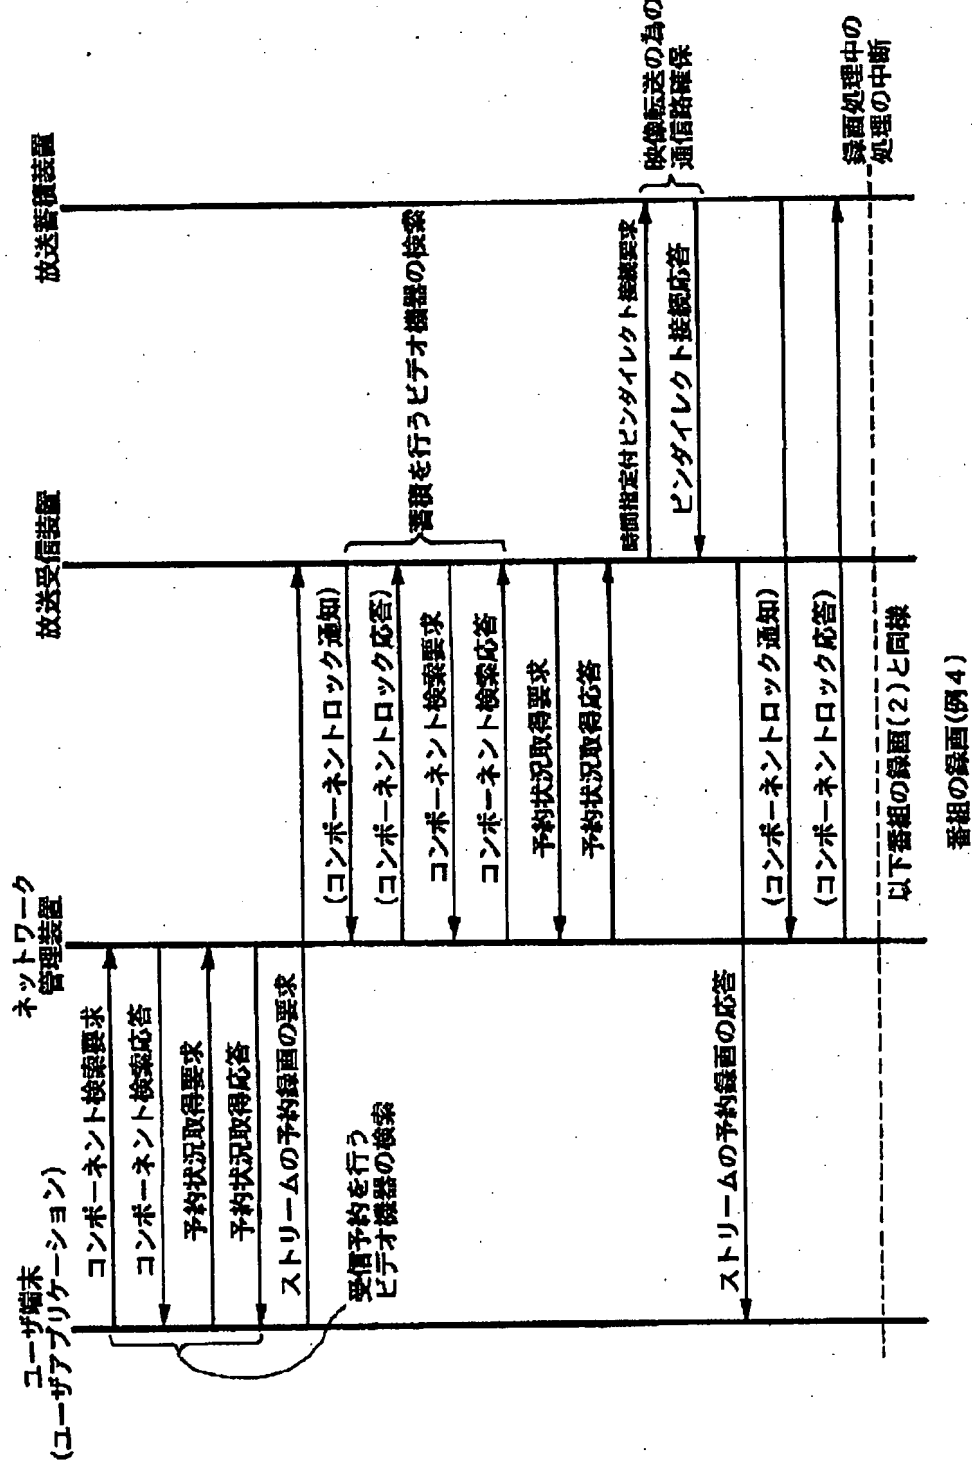 ユーザ端末
(ユーザアプリケーション)
ネットワーク
管理装置
放送受信装置
放送蓄積装置
コンポーネント検索要求
コンポーネント検索応答
予約状況取得要求
予約状況取得応答
ストリームの予約録画の要求
受信予約を行う
ビデオ機器の検索
(コンポーネントロック通知)
(コンポーネントロック応答)
コンポーネント検索要求
コンポーネント検索応答
蓄積を行うビデオ機器の検索
予約状況取得要求
予約状況取得応答
時間指定付ピンダイレクト接続要求
ピンダイレクト接続応答
映像転送の為の
通信路確保
ストリームの予約録画の応答
(コンポーネントロック通知)
(コンポーネントロック応答)
録画処理中の
処理の中断
以下番組の録画(2)と同様
番組の録画(例4)